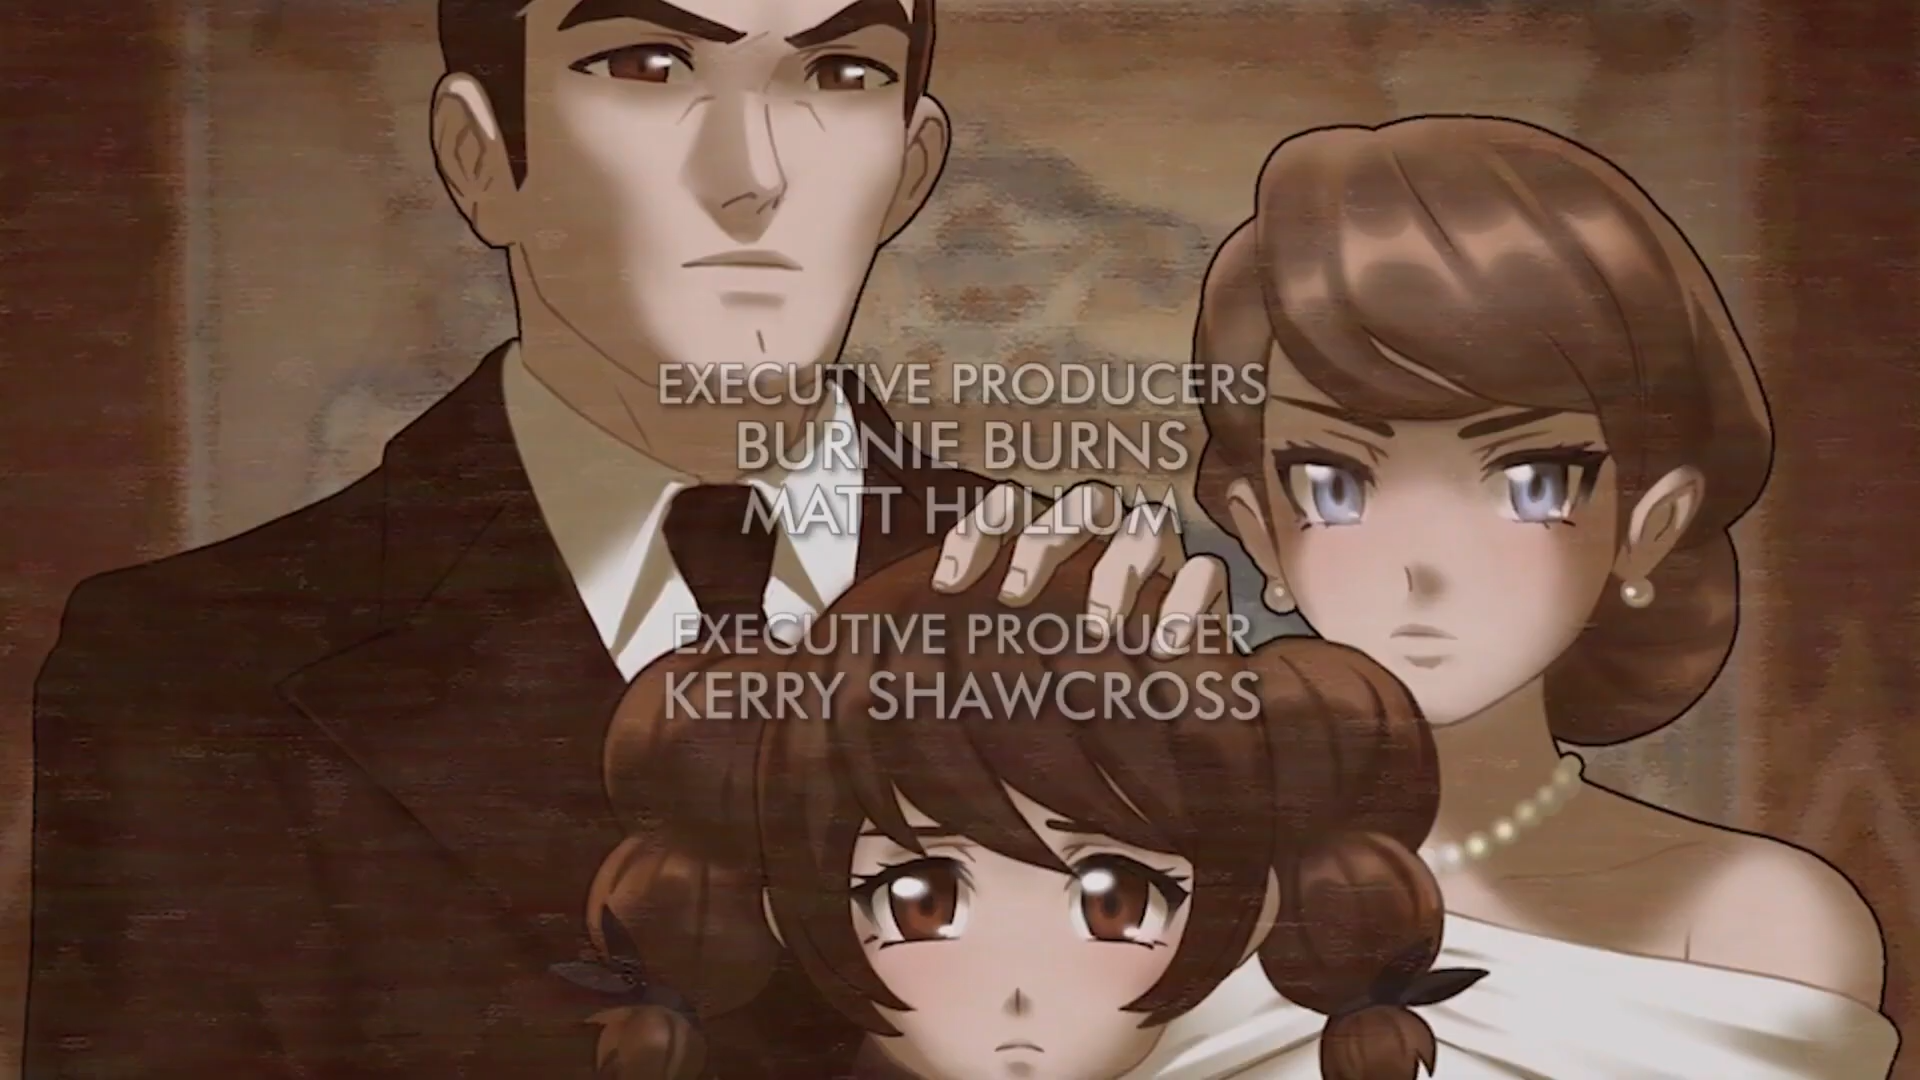 EXECUTIVE PRODUCERS
BURNIE BURNS
MATT HULLUM
EXECUTIVE PRODUCER
KERRY SHAWCROSS